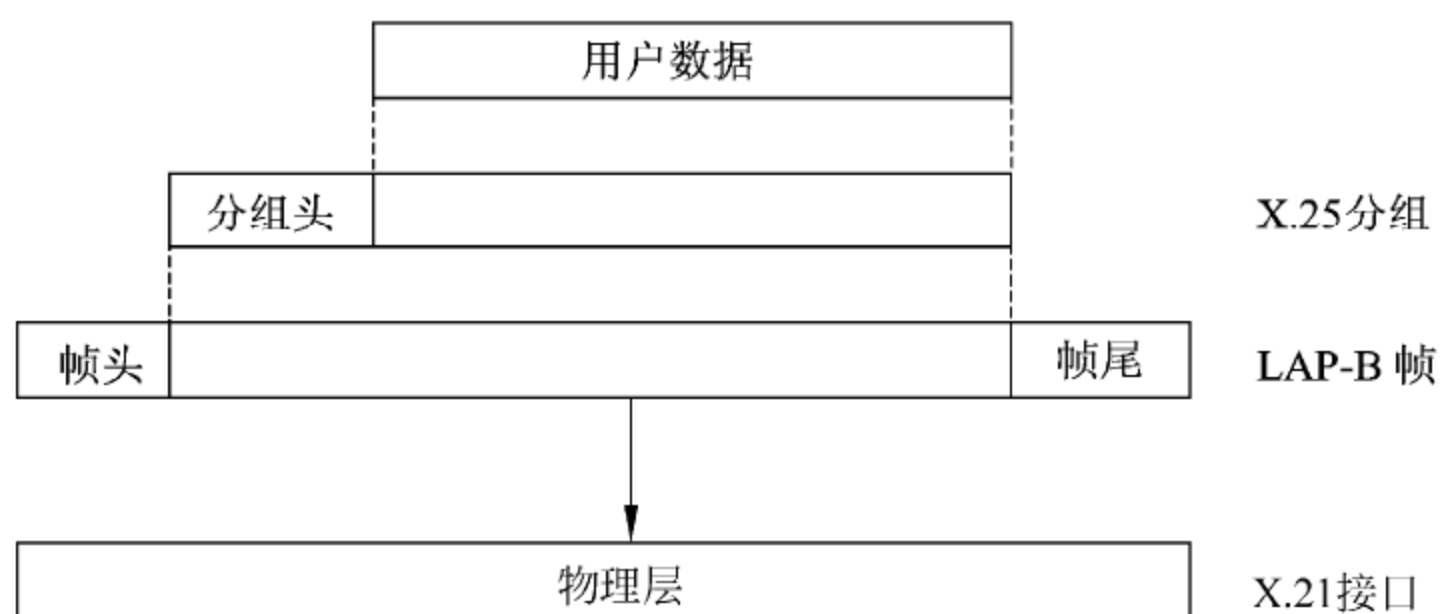 用户数据
分组头
X.25分组
帧头
帧尾
LAP-B 帧
物理层
X.21接口